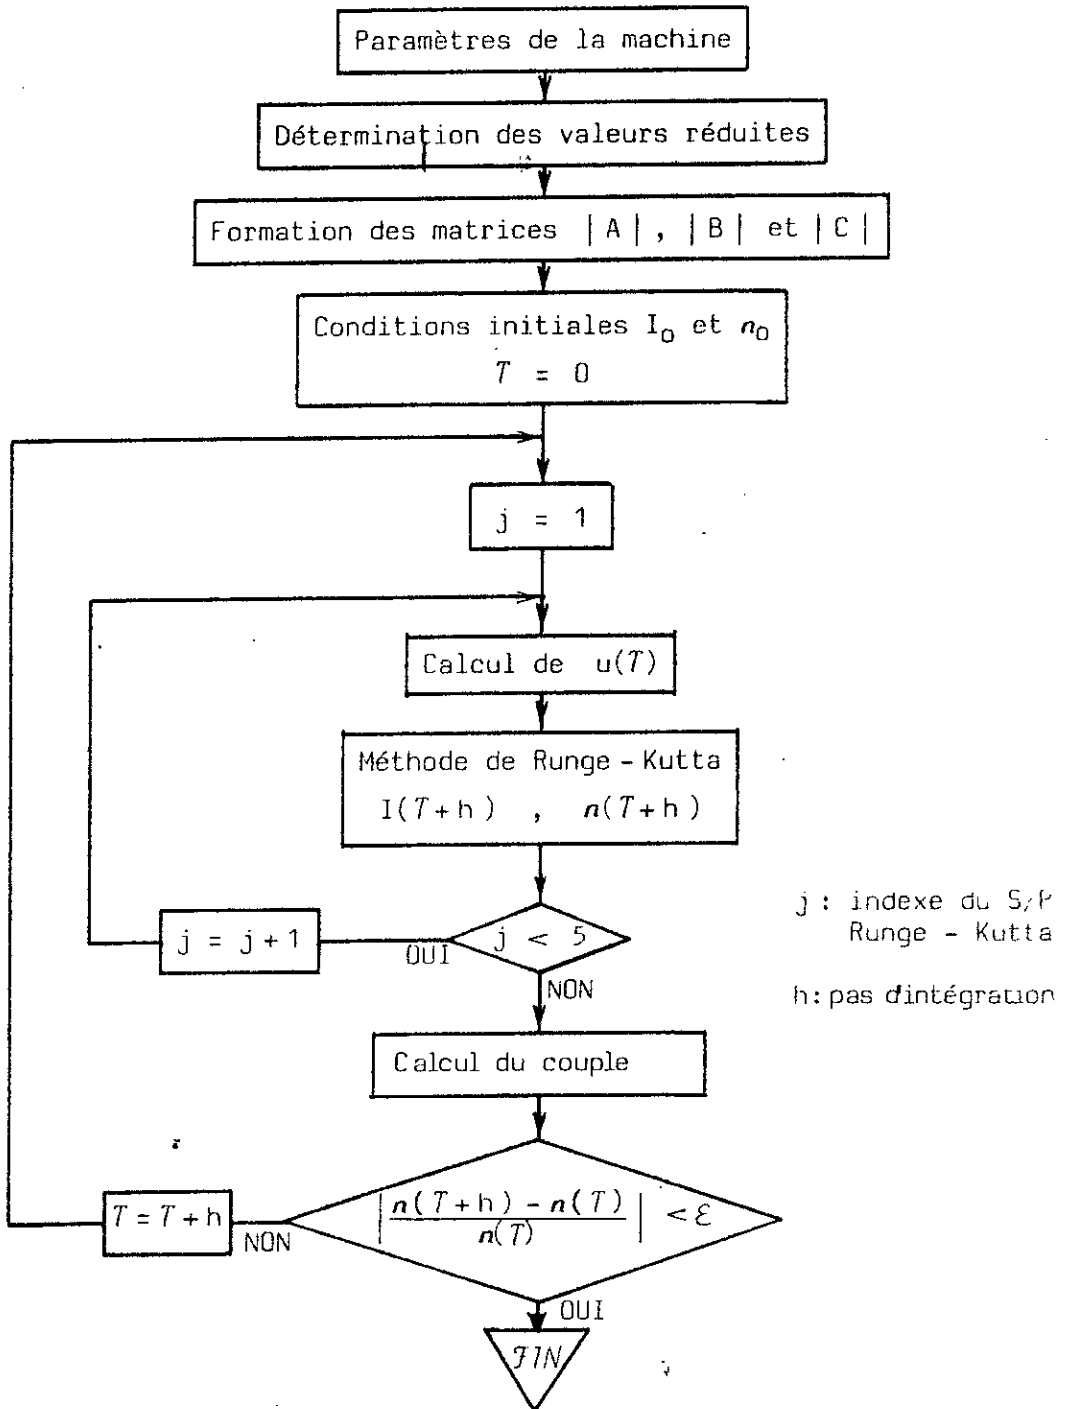 Paramètres de la machine
Détermination des valeurs réduites
Formation des matrices |A| , |B| et |C|
Conditions initiales I₀ et n₀
T = 0
j = 1
Calcul de u(T)
Méthode de Runge - Kutta
I(T+h) , n(T+h)
j < 5
OUI
j = j+1
NON
j : indexe du S/P
Runge - Kutta
h: pas d'intégration
Calcul du couple
| n(T+h) - n(T) / n(T) | < ε
NON
T = T+h
OUI
FIN